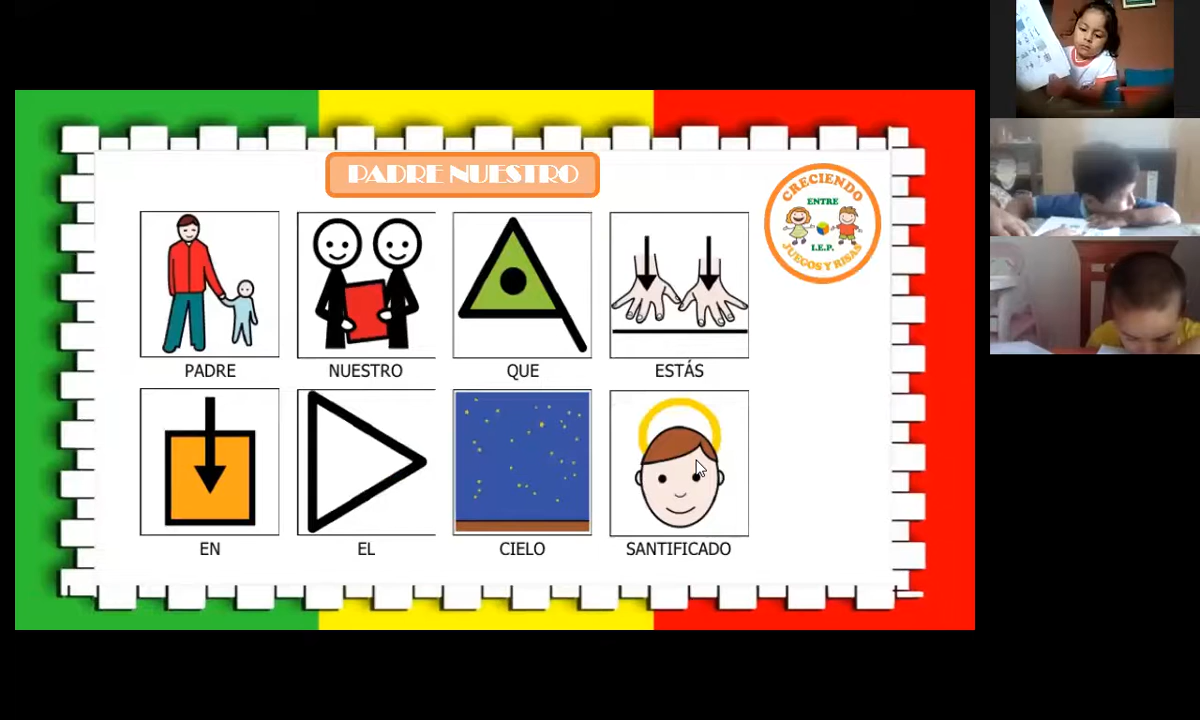 PADRE NUESTRO
CRECIENDO
ENTRE
I.E.P.
JUEGOS Y RISAS
PADRE NUESTRO QUE ESTÁS
EN EL CIELO SANTIFICADO